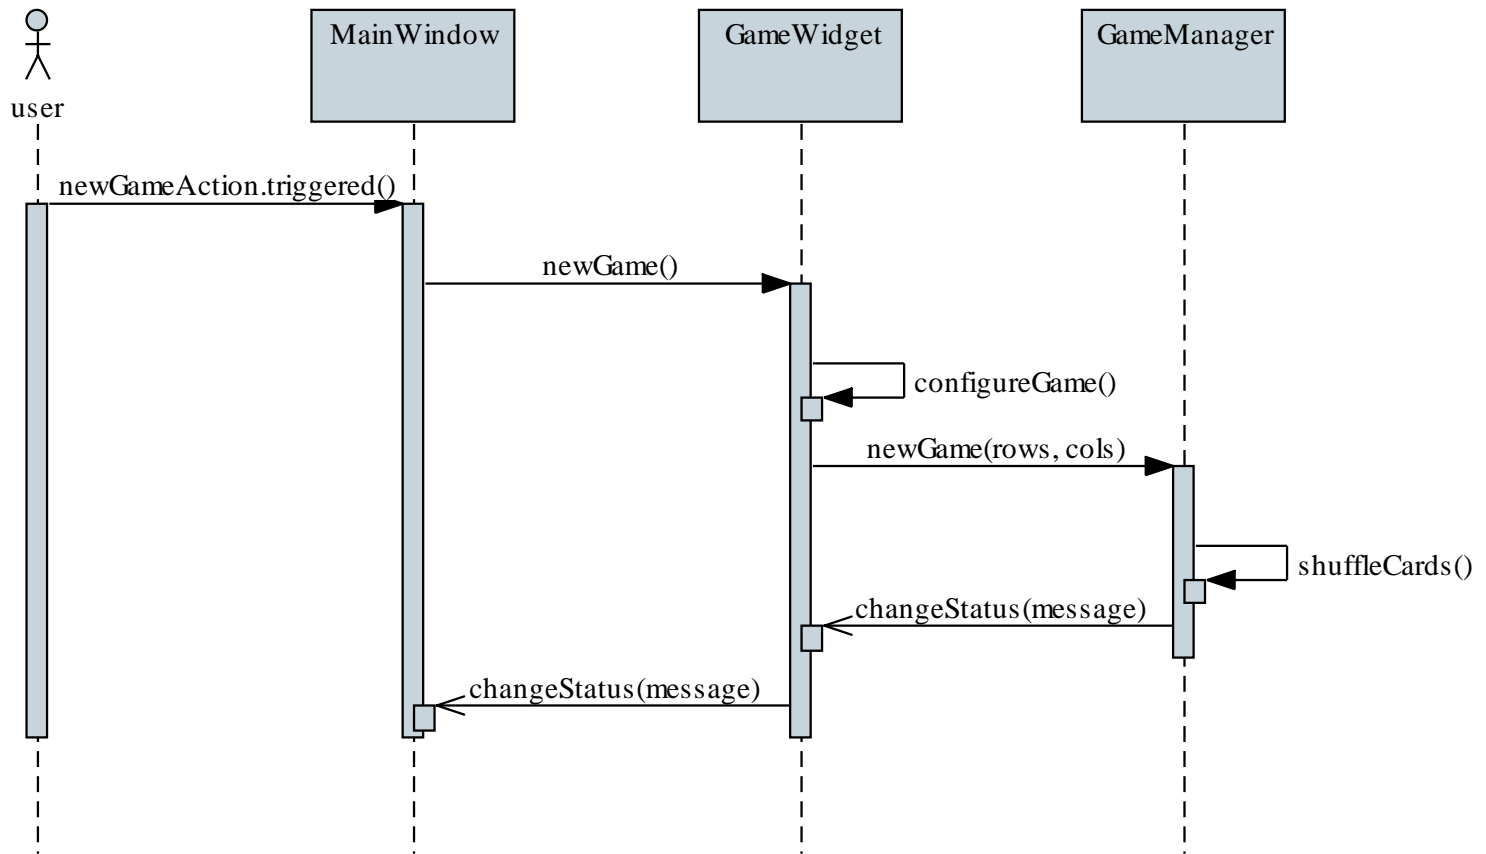 MainWindow
GameWidget
GameManager
user
newGameAction.triggered()
newGame()
configureGame()
newGame(rows, cols)
shuffleCards()
changeStatus(message)
changeStatus(message)